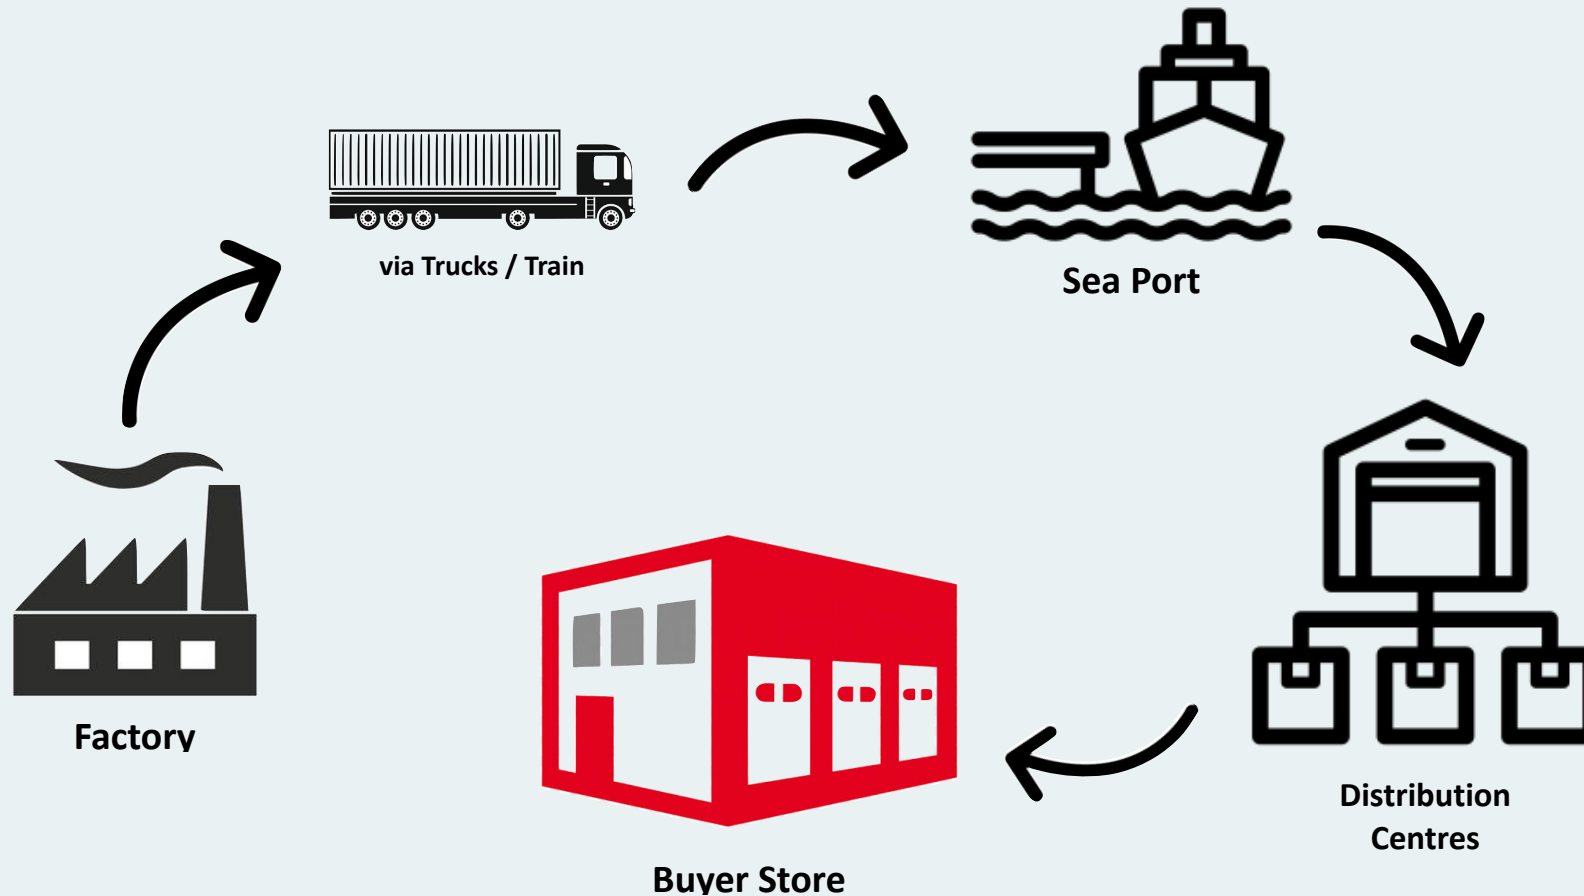 via Trucks / Train
Sea Port
Factory
Distribution
Centres
Buyer Store